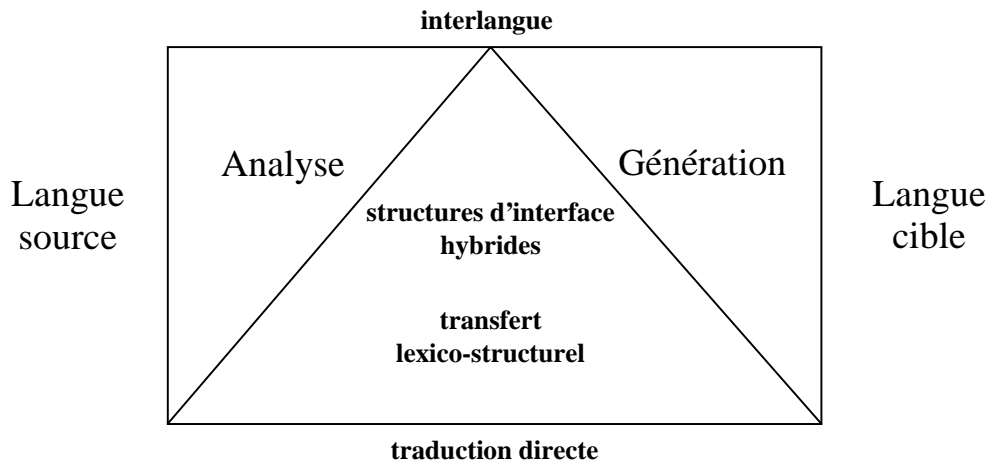 interlangue
Analyse
Génération
Langue
source
structures d'interface
hybrides
Langue
cible
transfert
lexico-structurel
traduction directe